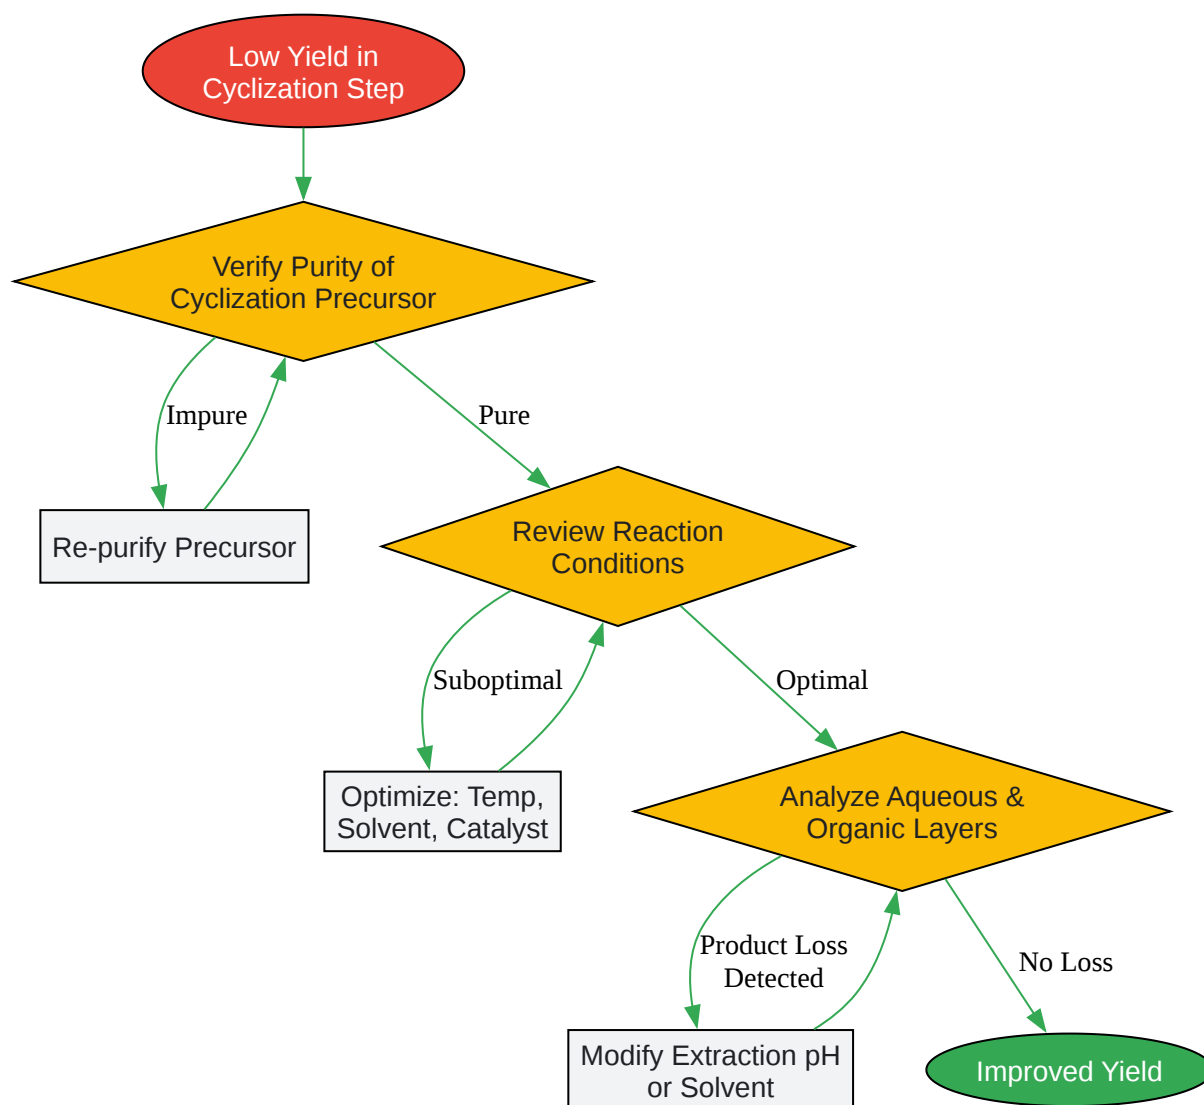 Low Yield in
Cyclization Step
Verify Purity of
Cyclization Precursor
Impure
Pure
Re-purify Precursor
Review Reaction
Conditions
Suboptimal
Optimal
Optimize: Temp,
Solvent, Catalyst
Analyze Aqueous &
Organic Layers
Product Loss
Detected
No Loss
Modify Extraction pH
or Solvent
Improved Yield